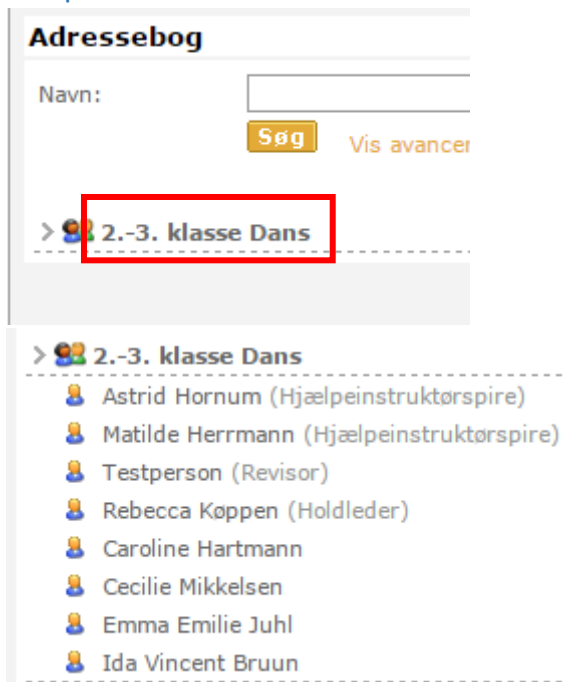 Adressebog
Navn:
Søg Vis avancer
2.-3. klasse Dans
2.-3. klasse Dans
Astrid Hornum (Hjælpeinstruktørspire)
Matilde Herrmann (Hjælpeinstruktørspire)
Testperson (Revisor)
Rebecca Køppen (Holdleder)
Caroline Hartmann
Cecilie Mikkelsen
Emma Emilie Juhl
Ida Vincent Bruun